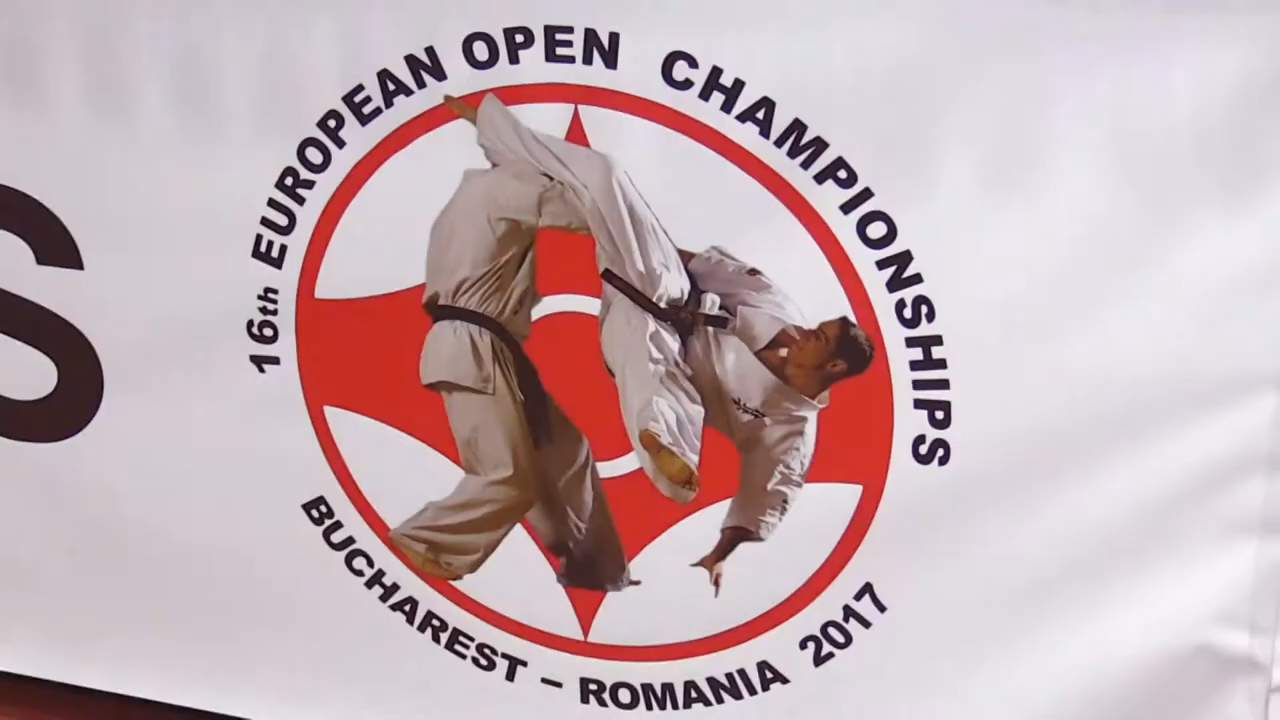 S
16th EUROPEAN OPEN CHAMPIONSHIPS
BUCHAREST – ROMANIA 2017